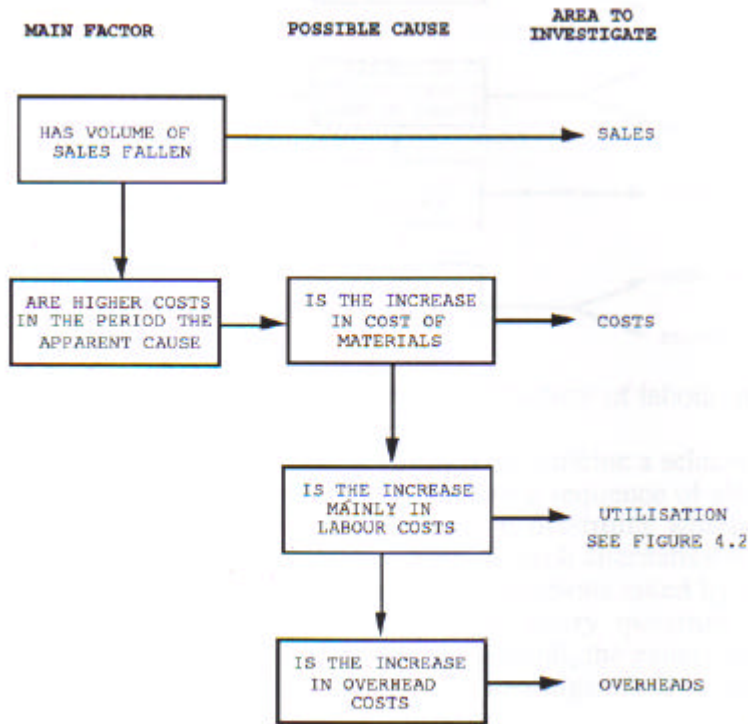 MAIN FACTOR
POSSIBLE CAUSE
AREA TO
INVESTIGATE
HAS VOLUME OF
SALES FALLEN
SALES
ARE HIGHER COSTS
IN THE PERIOD THE
APPARENT CAUSE
IS THE INCREASE
IN COST OF
MATERIALS
COSTS
IS THE INCREASE
MAINLY IN
LABOUR COSTS
UTILISATION
SEE FIGURE 4.2
IS THE INCREASE
IN OVERHEAD
COSTS
OVERHEADS